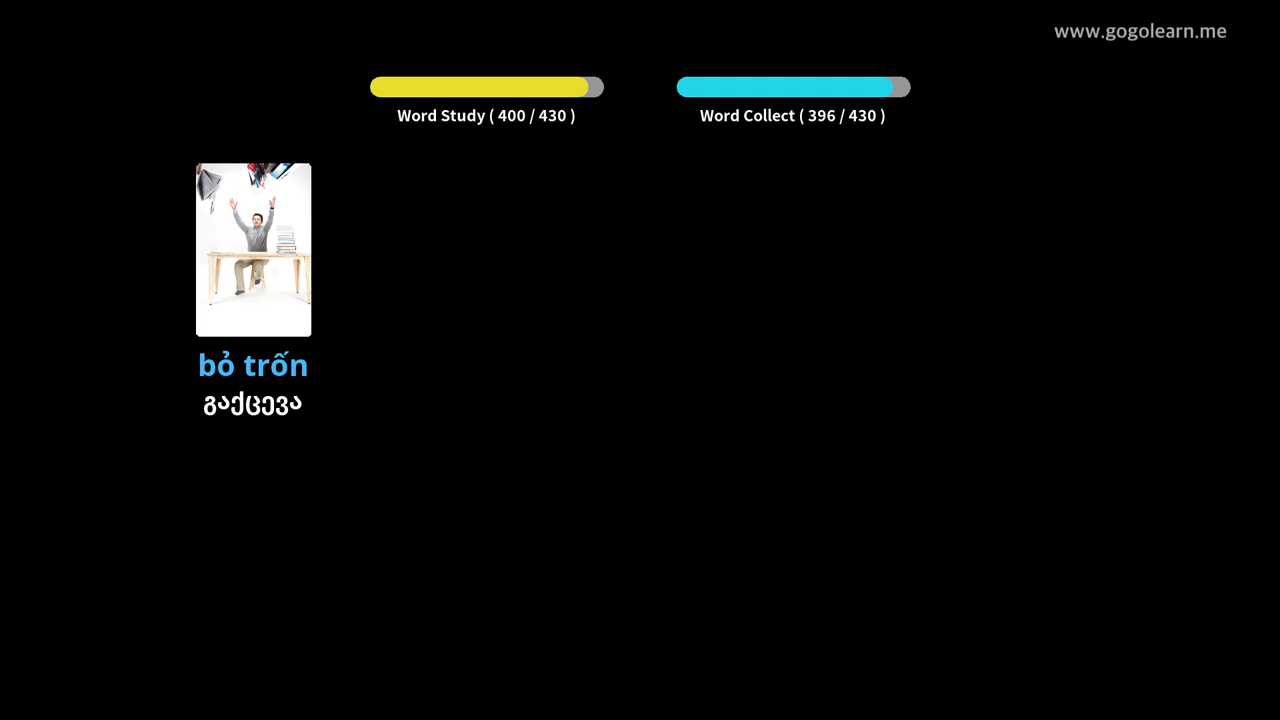 www.gogolearn.me
Word Study ( 400 / 430 )
Word Collect ( 396 / 430 )
bỏ trốn
გაქცევა